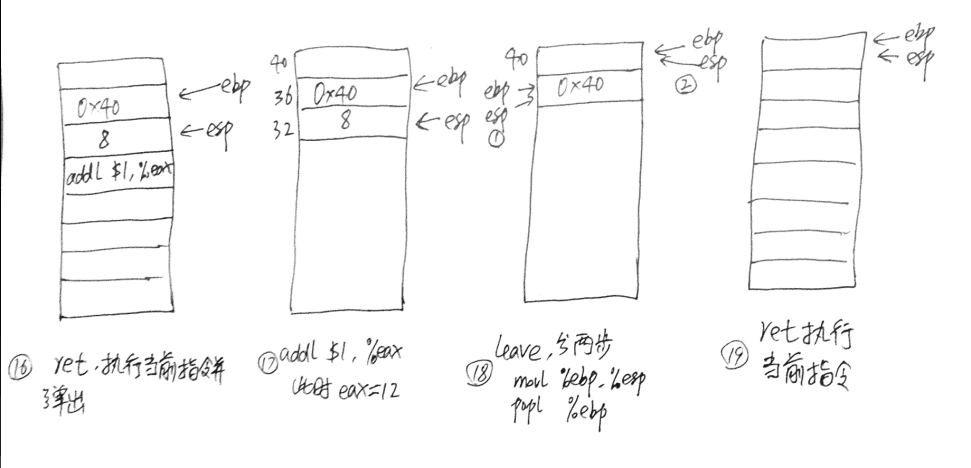 ←ebp
0x40
8
←esp
addl $1,%eax
⑯ ret.执行当前指令并
弹出
40
36
0x40
←ebp
32
8
←esp
⑰ addl $1,%eax
此时 eax=12
40
←ebp
←esp
②
ebp→
0x40
esp
①
leave,分两步
⑱ movl %ebp.%esp
popl %ebp
←ebp
←esp
ret执行
⑲ 当前指令